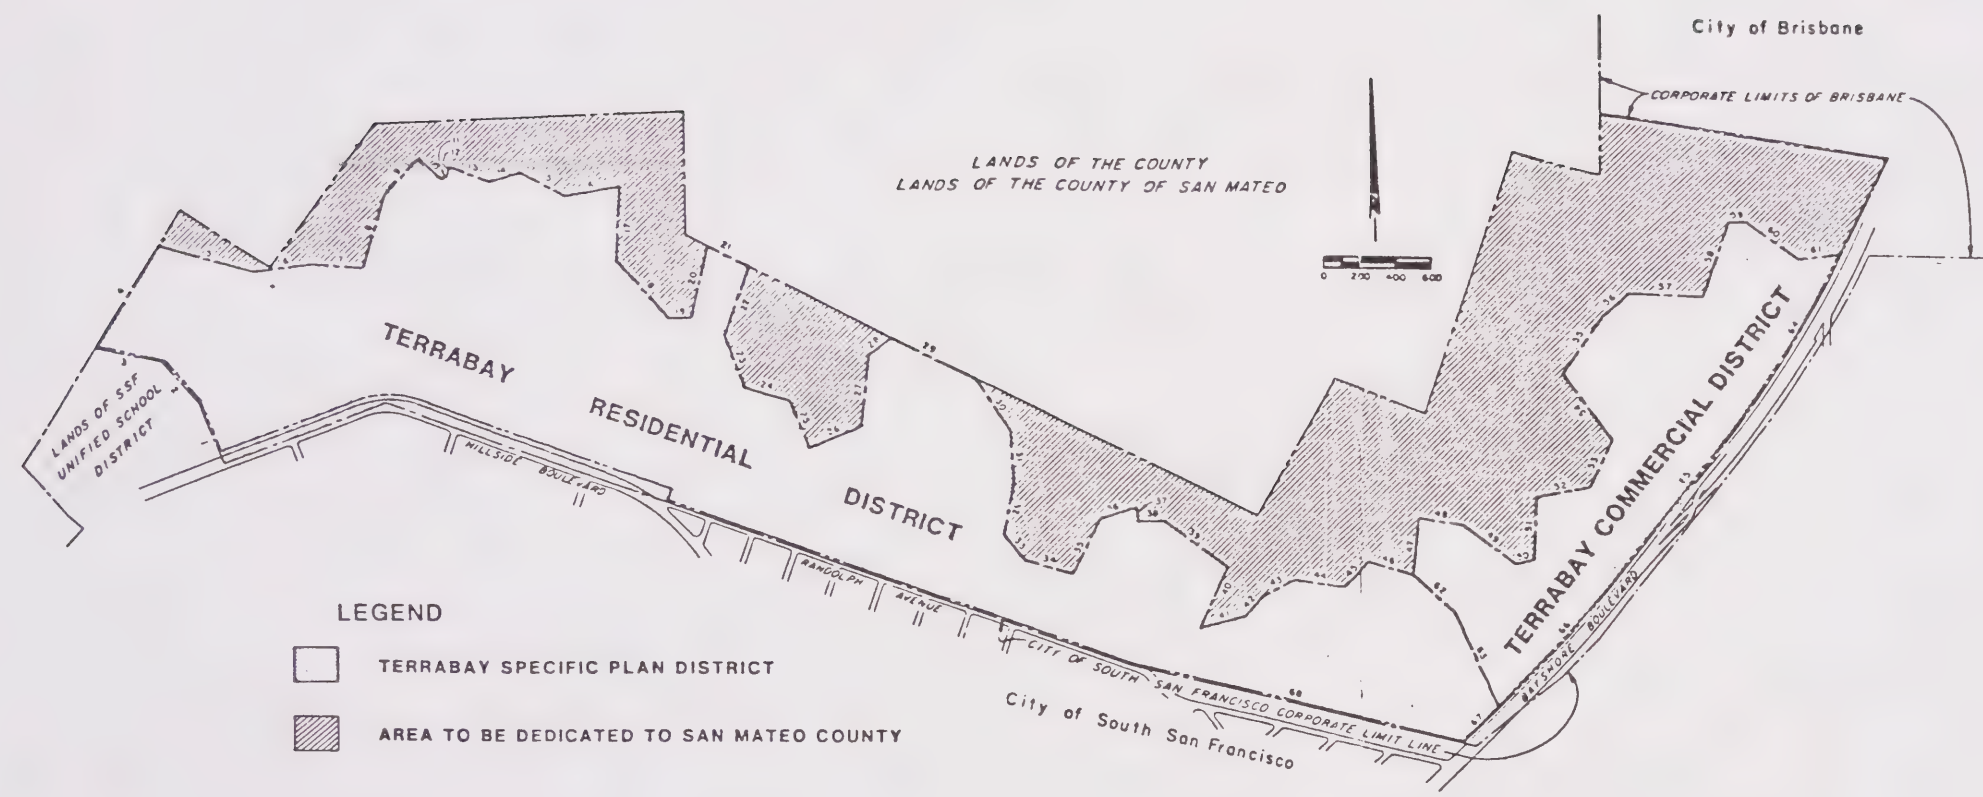 City of Brisbane
CORPORATE LIMITS OF BRISBANE
LANDS OF THE COUNTY
LANDS OF THE COUNTY OF SAN MATEO
0 200 400 600
TERRABAY
RESIDENTIAL
DISTRICT
TERRABAY COMMERCIAL DISTRICT
LANDS OF SSF
UNIFIED SCHOOL
DISTRICT
HILLSIDE BOULEVARD
RANDOLPH AVENUE
BAYSHORE BOULEVARD
CITY OF SOUTH SAN FRANCISCO CORPORATE LIMIT LINE
City of South San Francisco
LEGEND
TERRABAY SPECIFIC PLAN DISTRICT
AREA TO BE DEDICATED TO SAN MATEO COUNTY